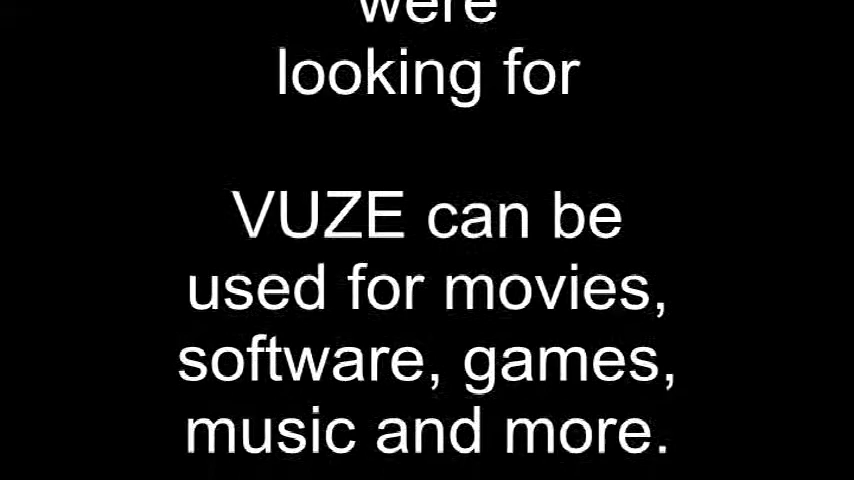 were
looking for
VUZE can be
used for movies,
software, games,
music and more.